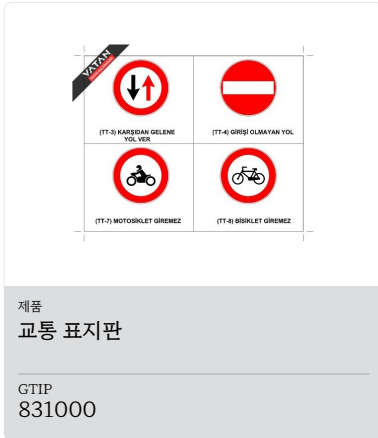 VATAN
(TT-3) KARŞIDAN GELENE
YOL VER
(TT-4) GİRİŞİ OLMAYAN YOL
(TT-7) MOTOSİKLET GİREMEZ
(TT-8) BİSİKLET GİREMEZ
제품
교통 표지판
GTIP
831000